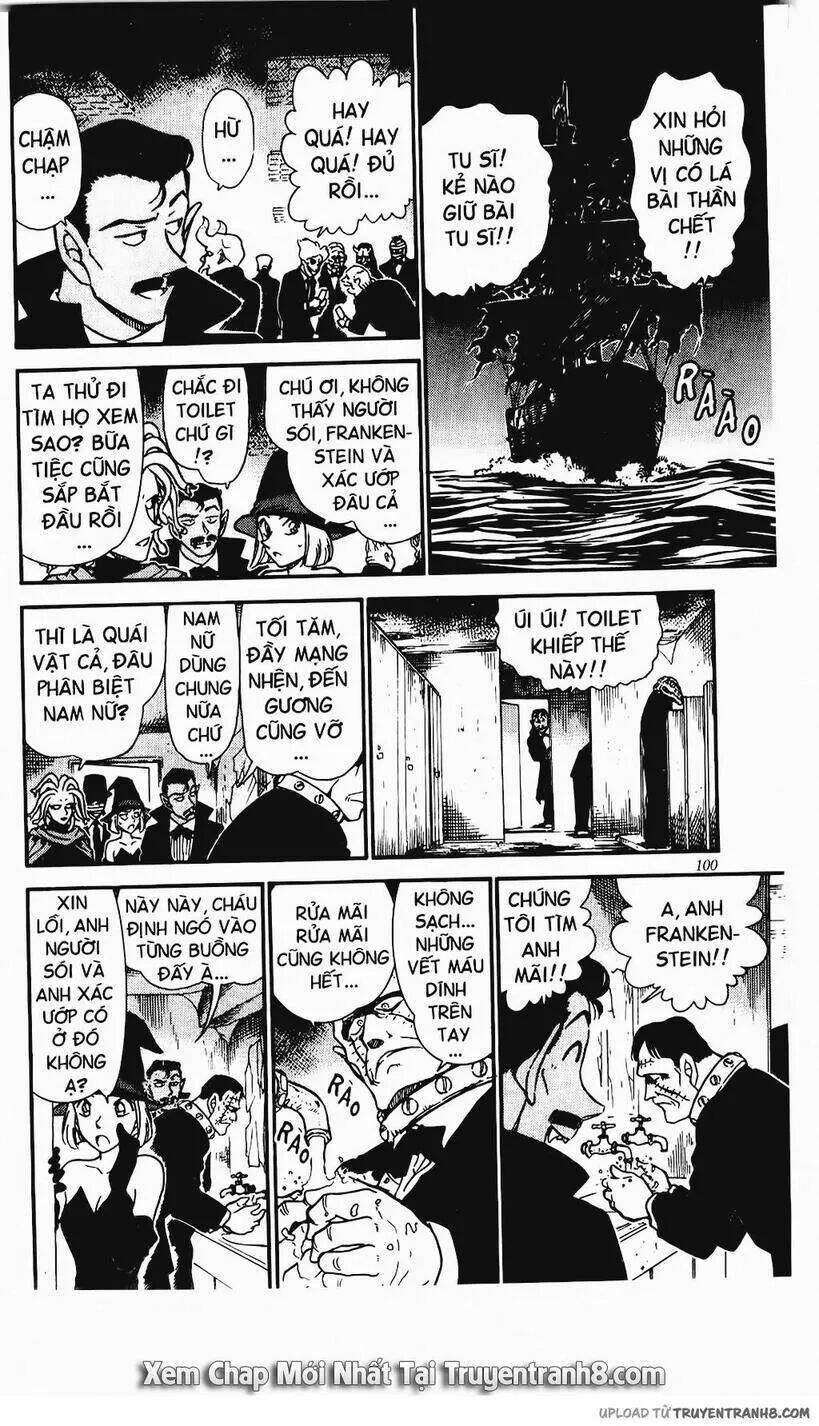 XIN HỎI
NHỮNG
VỊ CÓ LÁ
BÀI THẦN
CHẾT
!!
TU SĨ!
KẺ NÀO
GIỮ BÀI
TU SĨ!!
RÀÀO
HAY
QUÁ! HAY
QUÁ! ĐỦ
RỒI...
HỪ
...
CHẬM
CHẠP
...
CHÚ ƠI, KHÔNG
THẤY NGƯỜI
SÓI, FRANKEN-
STEIN VÀ
XÁC ƯỚP
ĐÂU CẢ
CHẮC ĐI
TOILET
CHỨ GÌ
!?
TA THỬ ĐI
TÌM HỌ XEM
SAO? BỮA
TIỆC CŨNG
SẮP BẮT
ĐẦU RỒI
...
ÚI ÚI! TOILET
KHIẾP THẾ
NÀY!!
TỐI TĂM,
ĐẦY MẠNG
NHỆN, ĐẾN
GƯƠNG
CŨNG VỠ
...
NAM
NỮ
DÙNG
CHUNG
NỮA
CHỨ
...
THÌ LÀ QUÁI
VẬT CẢ, ĐÂU
PHÂN BIỆT
NAM NỮ?
100
A, ANH
FRANKEN-
STEIN!!
CHÚNG
TÔI TÌM
ANH
MÃI!!
KHÔNG
SẠCH...
NHỮNG
VẾT MÁU
DÍNH
TRÊN
TAY
...
RỬA MÃI
RỬA MÃI
CŨNG KHÔNG
HẾT...
RÀO
RÀO
NÀY NÀY, CHÁU
ĐỊNH NGÓ VÀO
TỪNG BUỒNG
ĐẤY À...
XIN
LỖI, ANH
NGƯỜI
SÓI VÀ
ANH XÁC
ƯỚP CÓ
Ở ĐÓ
KHÔNG
Ạ?
Xem Chap Mới Nhất Tại Truyentranh8.com
UPLOAD TỪ TRUYENTRANH8.COM